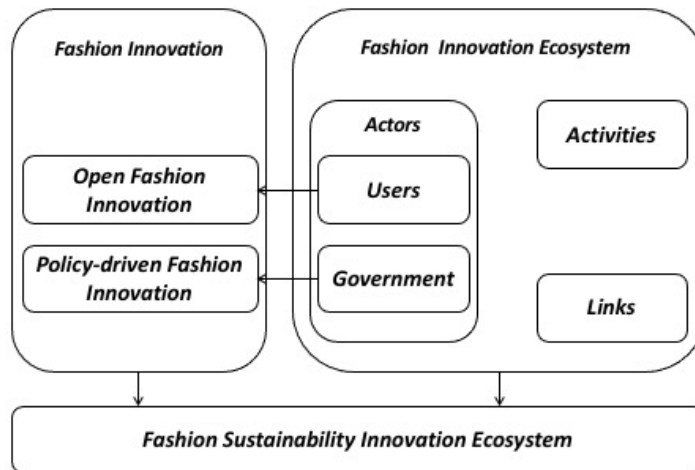 Fashion Innovation
Fashion Innovation Ecosystem
Actors
Activities
Open Fashion
Innovation
Users
Policy-driven Fashion
Innovation
Government
Links
Fashion Sustainability Innovation Ecosystem